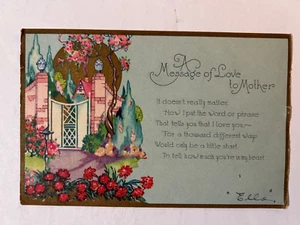 A
Message of Love
to Mother
It doesn't really matter
How I put the word or phrase
That tells you that I love you—
For a thousand different ways
Would only be a little start
To tell how much you're in my heart
"Ella"